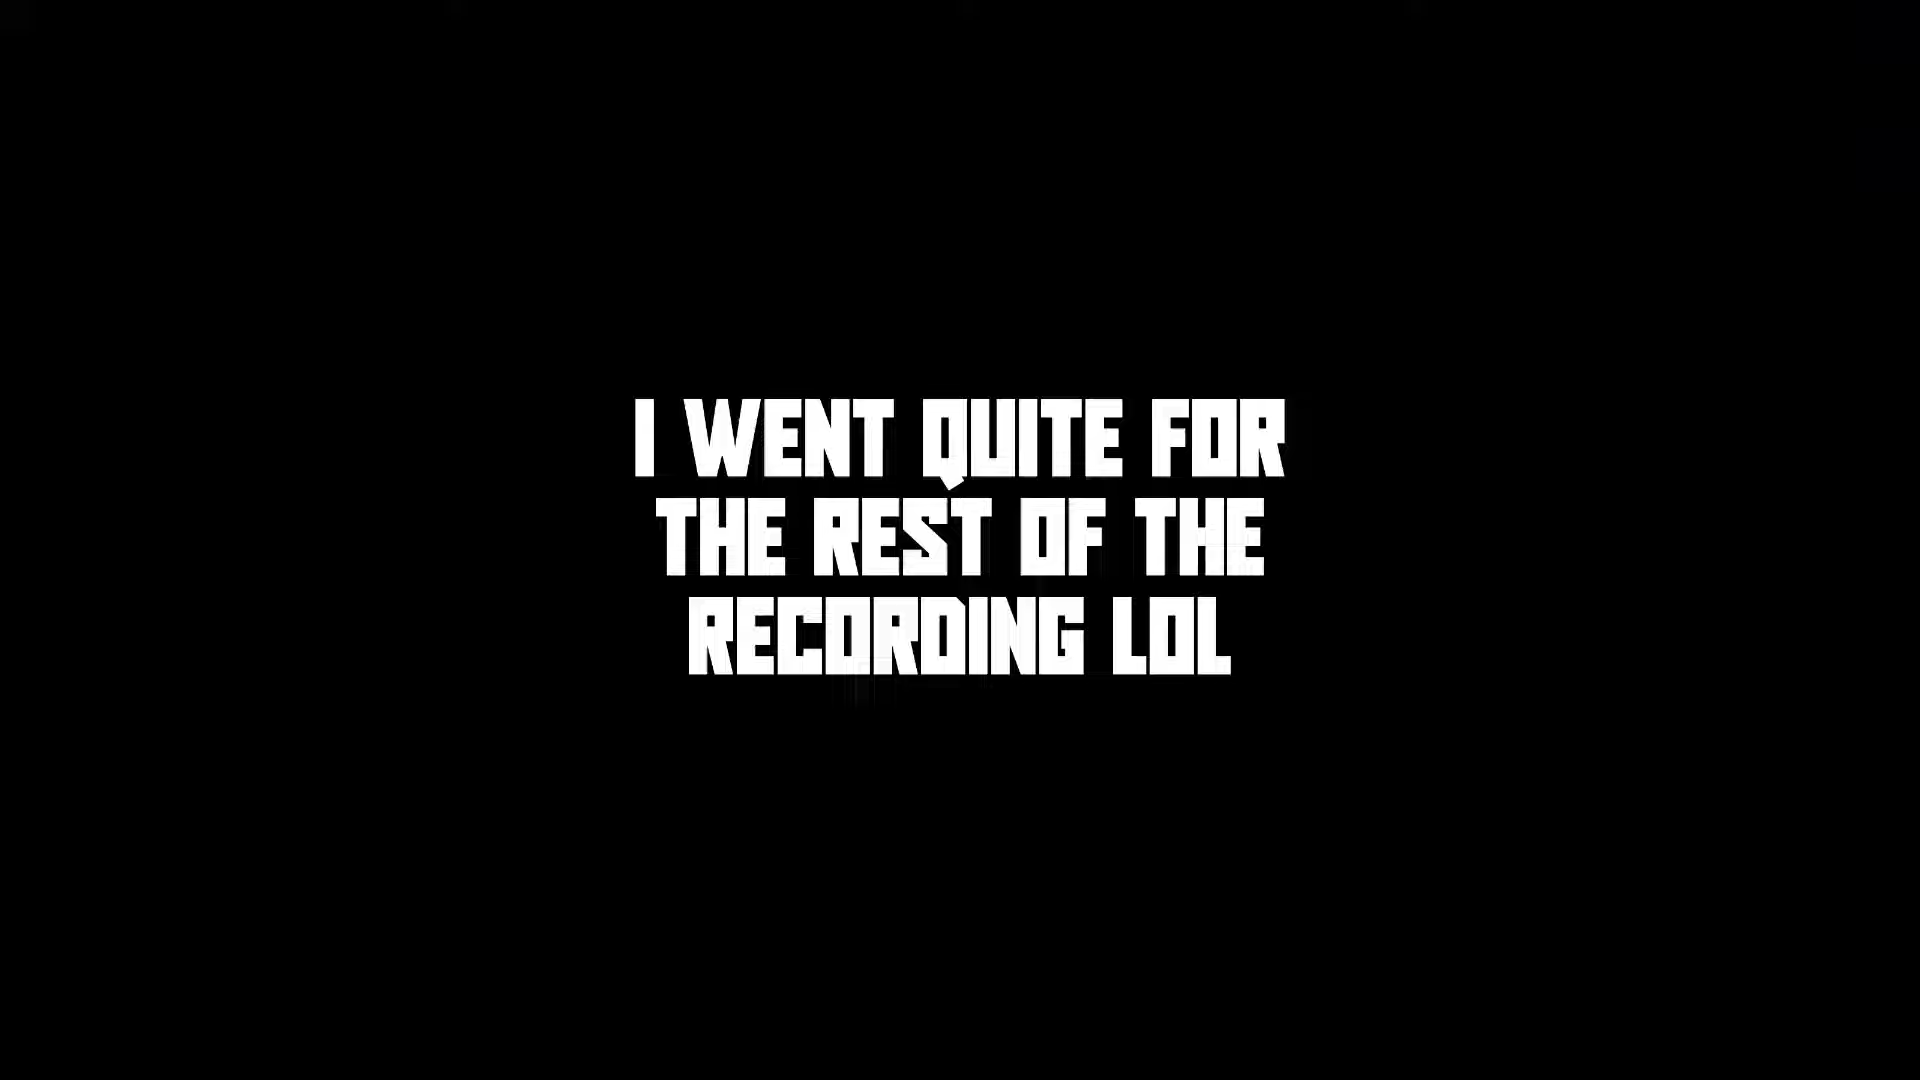 I WENT QUITE FOR
THE REST OF THE
RECORDING LOL